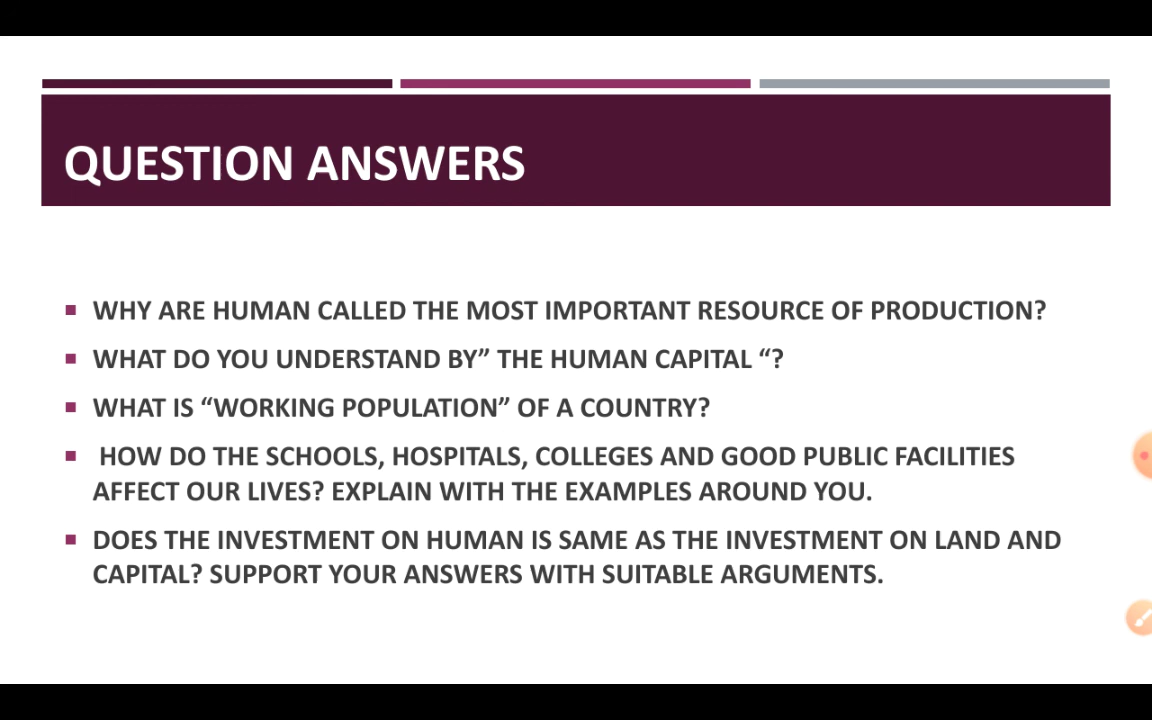 QUESTION ANSWERS
WHY ARE HUMAN CALLED THE MOST IMPORTANT RESOURCE OF PRODUCTION?
WHAT DO YOU UNDERSTAND BY” THE HUMAN CAPITAL “?
WHAT IS “WORKING POPULATION” OF A COUNTRY?
HOW DO THE SCHOOLS, HOSPITALS, COLLEGES AND GOOD PUBLIC FACILITIES
AFFECT OUR LIVES? EXPLAIN WITH THE EXAMPLES AROUND YOU.
DOES THE INVESTMENT ON HUMAN IS SAME AS THE INVESTMENT ON LAND AND
CAPITAL? SUPPORT YOUR ANSWERS WITH SUITABLE ARGUMENTS.